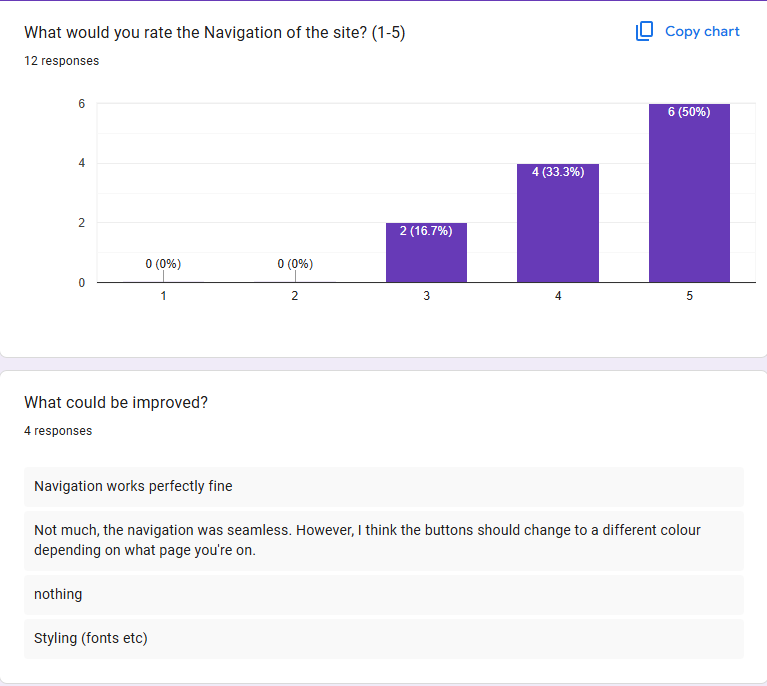 What would you rate the Navigation of the site? (1-5)
Copy chart
12 responses
6
4
2
0
0 (0%)
0 (0%)
2 (16.7%)
4 (33.3%)
6 (50%)
1
2
3
4
5
What could be improved?
4 responses
Navigation works perfectly fine
Not much, the navigation was seamless. However, I think the buttons should change to a different colour
depending on what page you're on.
nothing
Styling (fonts etc)